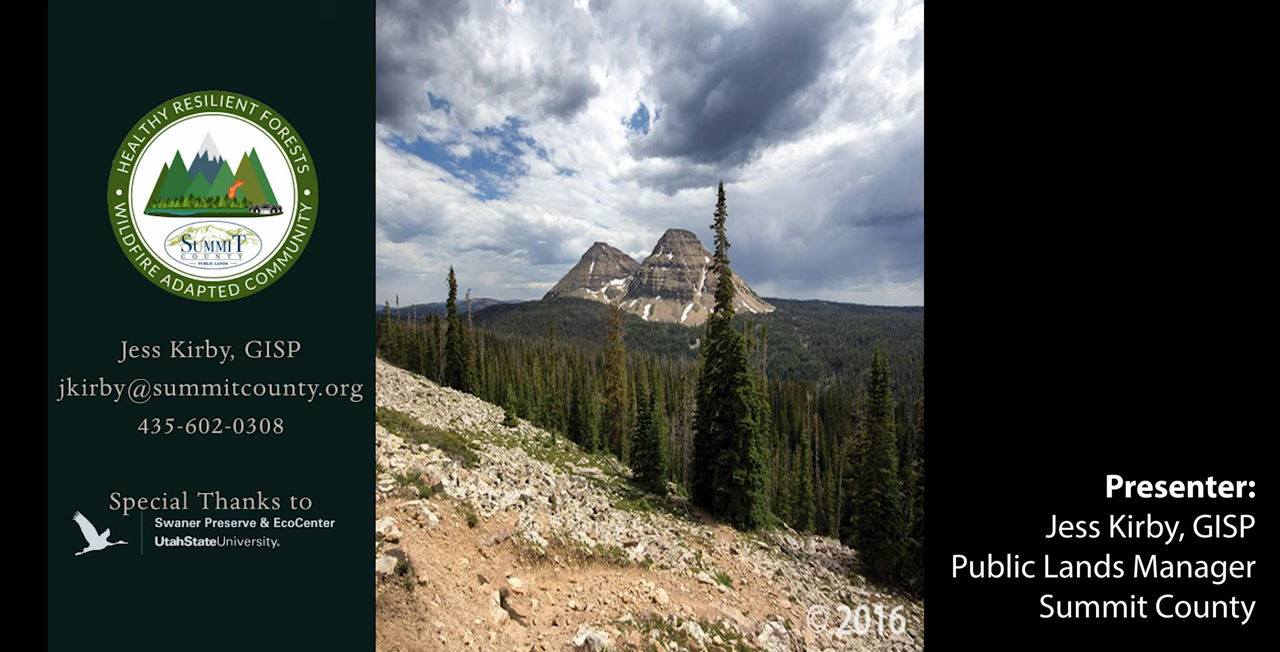 HEALTHY RESILIENT FORESTS
WILDFIRE ADAPTED COMMUNITY
SUMMIT
COUNTY
PUBLIC LANDS
Jess Kirby, GISP
jkirby@summitcounty.org
435-602-0308
Special Thanks to
Swaner Preserve & EcoCenter
UtahStateUniversity.
© 2016
Presenter:
Jess Kirby, GISP
Public Lands Manager
Summit County